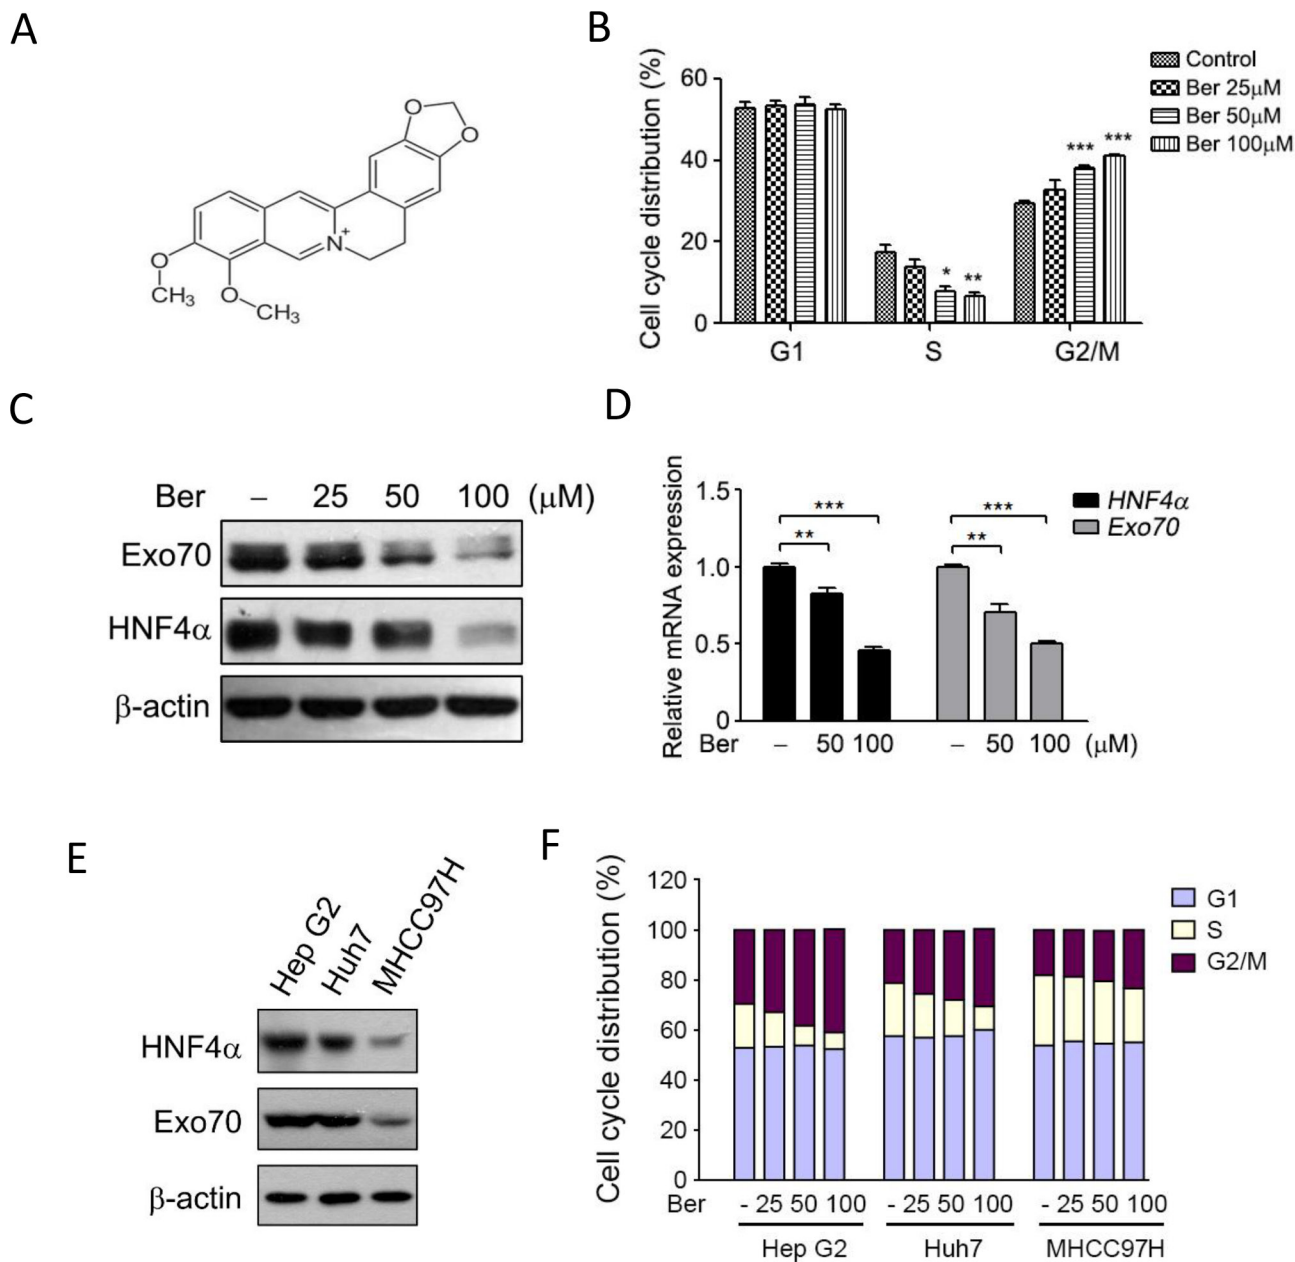 A
O
O
N+
O
CH3
O
CH3
B
Cell cycle distribution (%)
60
40
20
0
* ** *** ***
G1 S G2/M
Control
Ber 25μM
Ber 50μM
Ber 100μM
C
Ber – 25 50 100 (μM)
Exo70
HNF4α
β-actin
D
Relative mRNA expression
1.5
1.0
0.5
0
*** ***
** **
HNF4α
Exo70
Ber – 50 100 – 50 100 (μM)
E
Hep G2 Huh7 MHCC97H
HNF4α
Exo70
β-actin
F
Cell cycle distribution (%)
120
100
80
60
40
20
0
G1
S
G2/M
Ber - 25 50 100 - 25 50 100 - 25 50 100
Hep G2 Huh7 MHCC97H